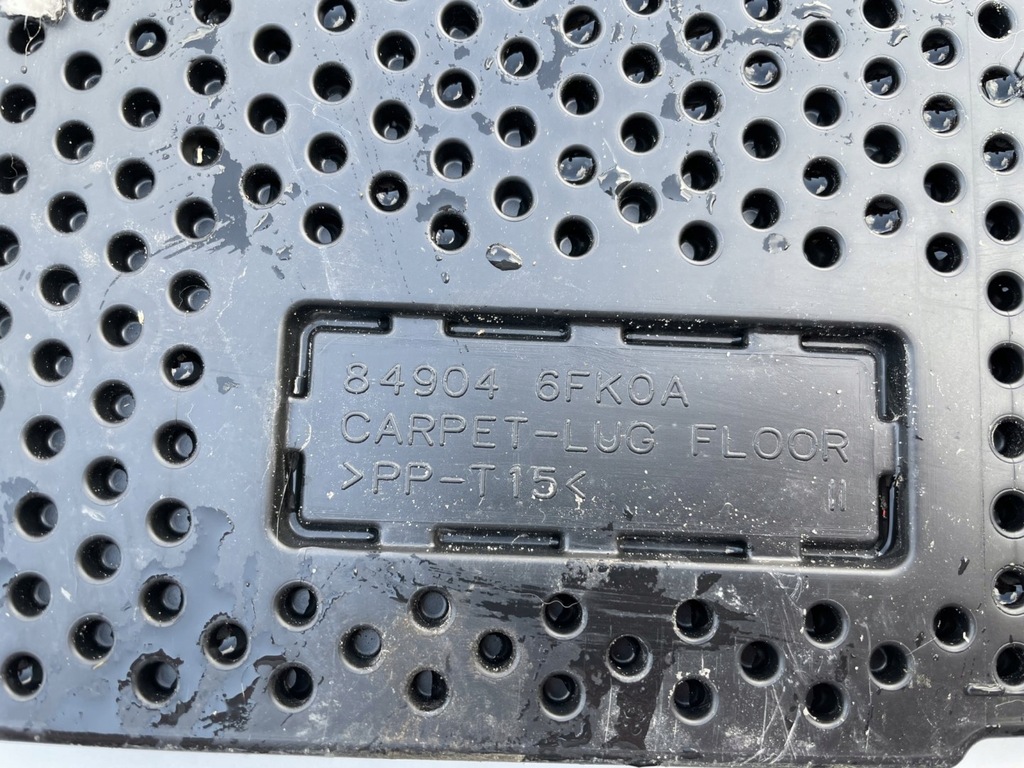 84904 6FK0A
CARPET-LUG FLOOR
>PP-T15<